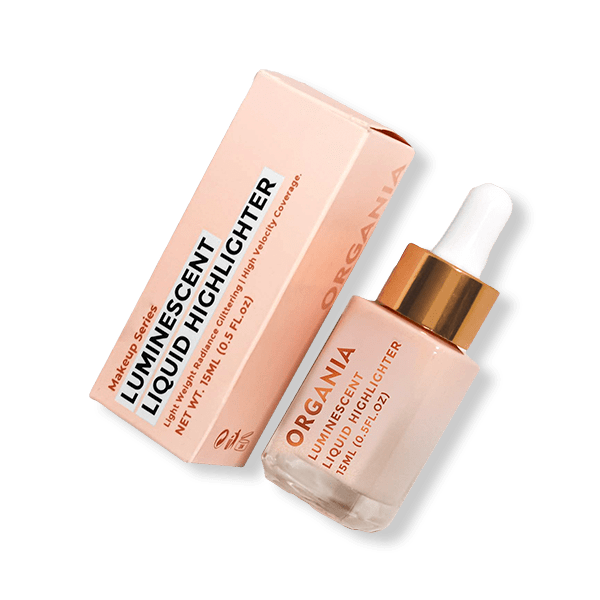 Makeup Series
LUMINESCENT
LIQUID HIGHLIGHTER
Light Weight Radiance Glittering | High Velocity Coverage.
NET WT. 15ML (0.5 FL.oz)
ORGANIA
ORGANIA
LUMINESCENT
LIQUID HIGHLIGHTER
15ML (0.5FL.OZ)